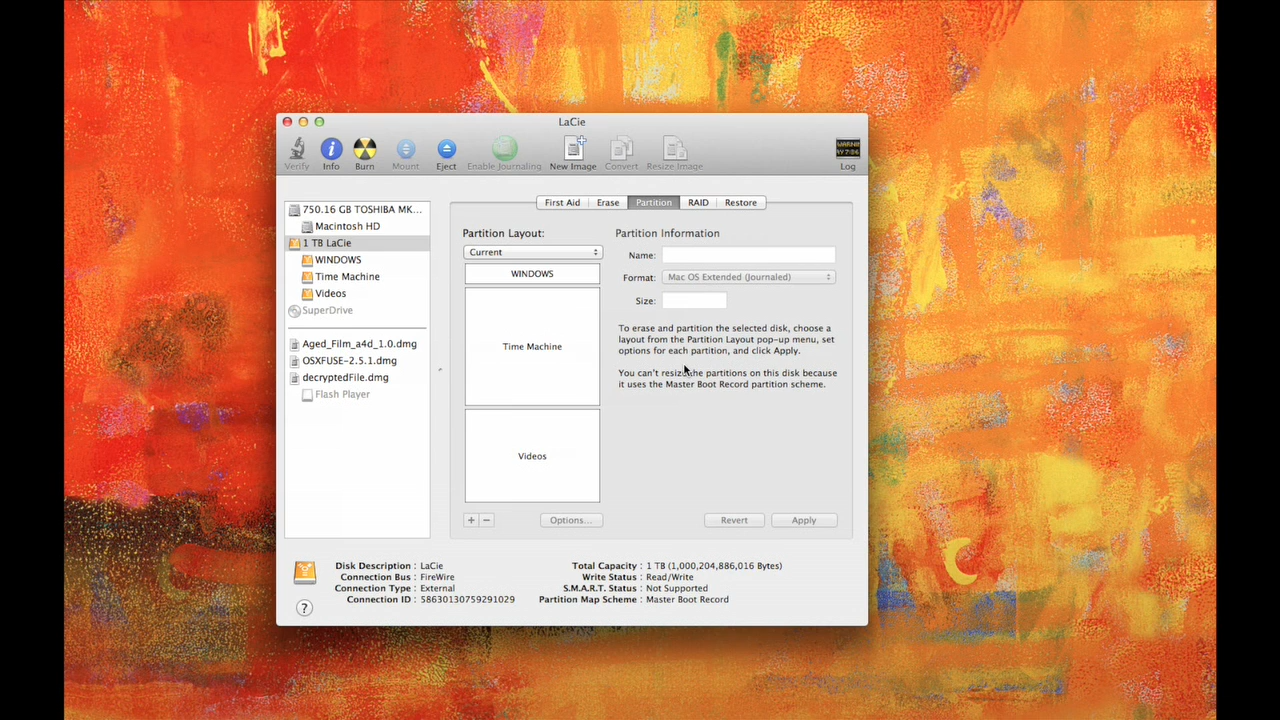 LaCie
Verify Info Burn Mount Eject Enable Journaling New Image Convert Resize Image Log
750.16 GB TOSHIBA MK...
Macintosh HD
1 TB LaCie
WINDOWS
Time Machine
Videos
SuperDrive
Aged_Film_a4d_1.0.dmg
OSXFUSE-2.5.1.dmg
decryptedFile.dmg
Flash Player
First Aid Erase Partition RAID Restore
Partition Layout:
Current
WINDOWS
Time Machine
Videos
+ − Options...
Partition Information
Name:
Format: Mac OS Extended (Journaled)
Size:
To erase and partition the selected disk, choose a
layout from the Partition Layout pop-up menu, set
options for each partition, and click Apply.
You can't resize the partitions on this disk because
it uses the Master Boot Record partition scheme.
Revert Apply
Disk Description : LaCie
Connection Bus : FireWire
Connection Type : External
Connection ID : 58630130759291029
Total Capacity : 1 TB (1,000,204,886,016 Bytes)
Write Status : Read/Write
S.M.A.R.T. Status : Not Supported
Partition Map Scheme : Master Boot Record
?